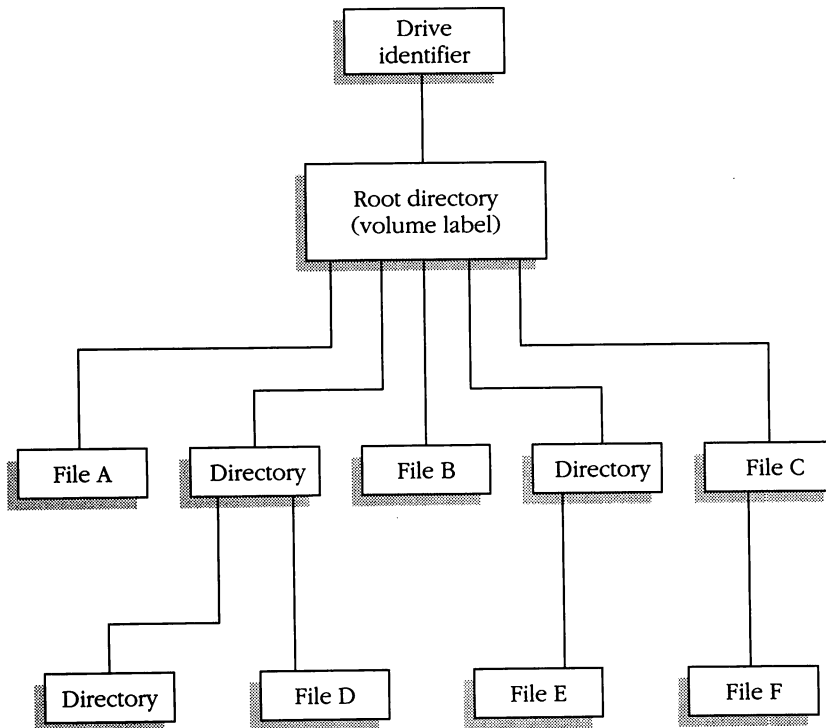 Drive
identifier
Root directory
(volume label)
File A
Directory
File B
Directory
File C
Directory
File D
File E
File F